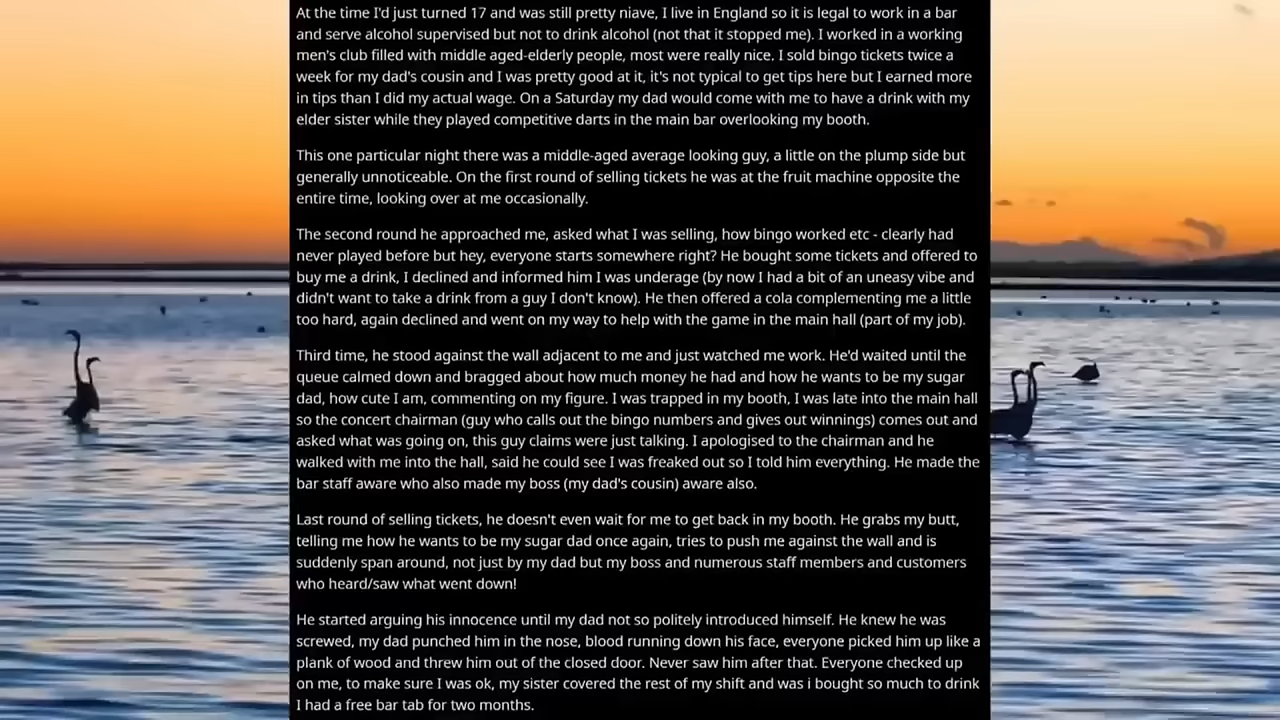 At the time I'd just turned 17 and was still pretty niave, I live in England so it is legal to work in a bar
and serve alcohol supervised but not to drink alcohol (not that it stopped me). I worked in a working
men's club filled with middle aged-elderly people, most were really nice. I sold bingo tickets twice a
week for my dad's cousin and I was pretty good at it, it's not typical to get tips here but I earned more
in tips than I did my actual wage. On a Saturday my dad would come with me to have a drink with my
elder sister while they played competitive darts in the main bar overlooking my booth.
This one particular night there was a middle-aged average looking guy, a little on the plump side but
generally unnoticeable. On the first round of selling tickets he was at the fruit machine opposite the
entire time, looking over at me occasionally.
The second round he approached me, asked what I was selling, how bingo worked etc - clearly had
never played before but hey, everyone starts somewhere right? He bought some tickets and offered to
buy me a drink, I declined and informed him I was underage (by now I had a bit of an uneasy vibe and
didn't want to take a drink from a guy I don't know). He then offered a cola complementing me a little
too hard, again declined and went on my way to help with the game in the main hall (part of my job).
Third time, he stood against the wall adjacent to me and just watched me work. He'd waited until the
queue calmed down and bragged about how much money he had and how he wants to be my sugar
dad, how cute I am, commenting on my figure. I was trapped in my booth, I was late into the main hall
so the concert chairman (guy who calls out the bingo numbers and gives out winnings) comes out and
asked what was going on, this guy claims were just talking. I apologised to the chairman and he
walked with me into the hall, said he could see I was freaked out so I told him everything. He made the
bar staff aware who also made my boss (my dad's cousin) aware also.
Last round of selling tickets, he doesn't even wait for me to get back in my booth. He grabs my butt,
telling me how he wants to be my sugar dad once again, tries to push me against the wall and is
suddenly span around, not just by my dad but my boss and numerous staff members and customers
who heard/saw what went down!
He started arguing his innocence until my dad not so politely introduced himself. He knew he was
screwed, my dad punched him in the nose, blood running down his face, everyone picked him up like a
plank of wood and threw him out of the closed door. Never saw him after that. Everyone checked up
on me, to make sure I was ok, my sister covered the rest of my shift and was i bought so much to drink
I had a free bar tab for two months.